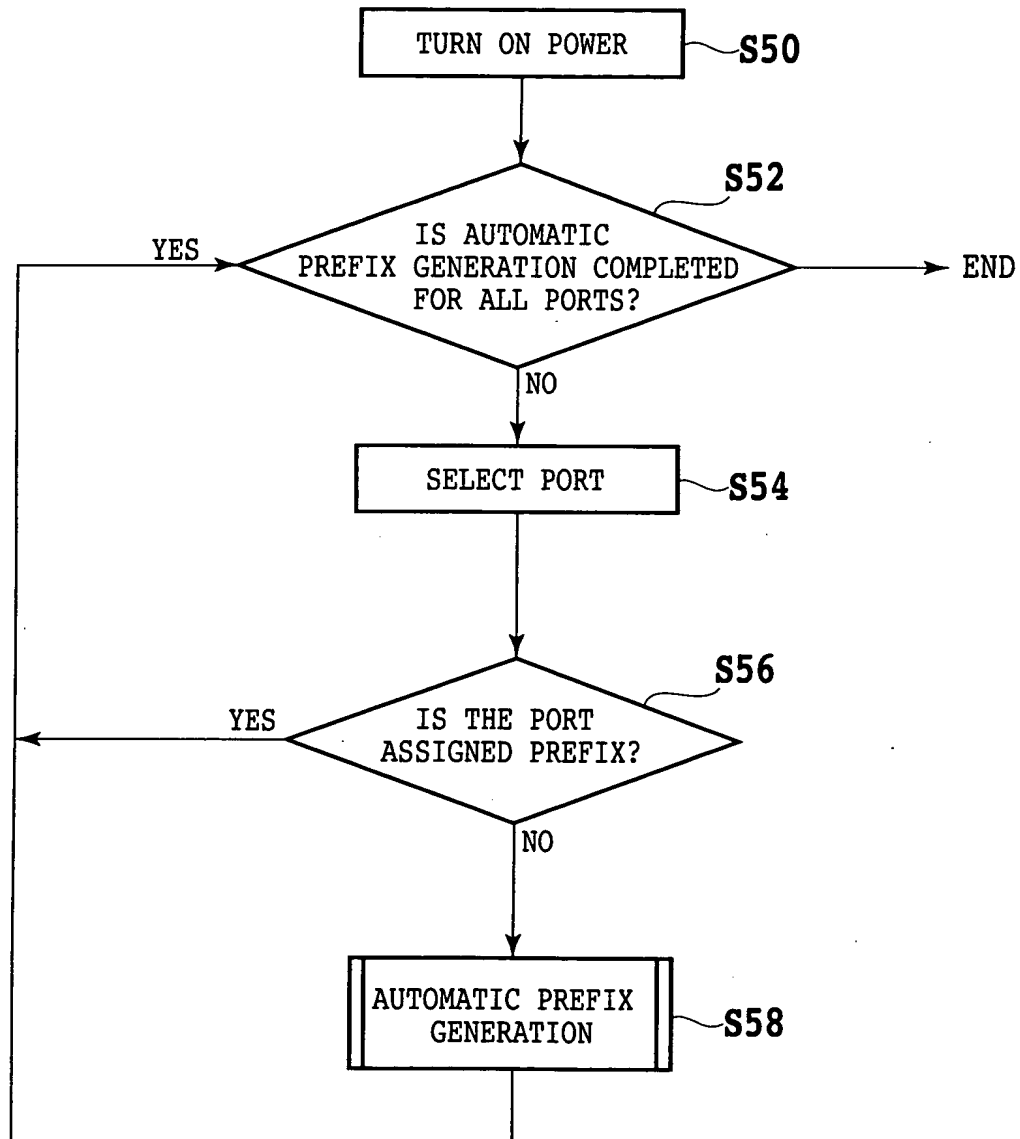 TURN ON POWER
S50
S52
IS AUTOMATIC
PREFIX GENERATION COMPLETED
FOR ALL PORTS?
YES
END
NO
SELECT PORT
S54
S56
IS THE PORT
ASSIGNED PREFIX?
YES
NO
AUTOMATIC PREFIX
GENERATION
S58